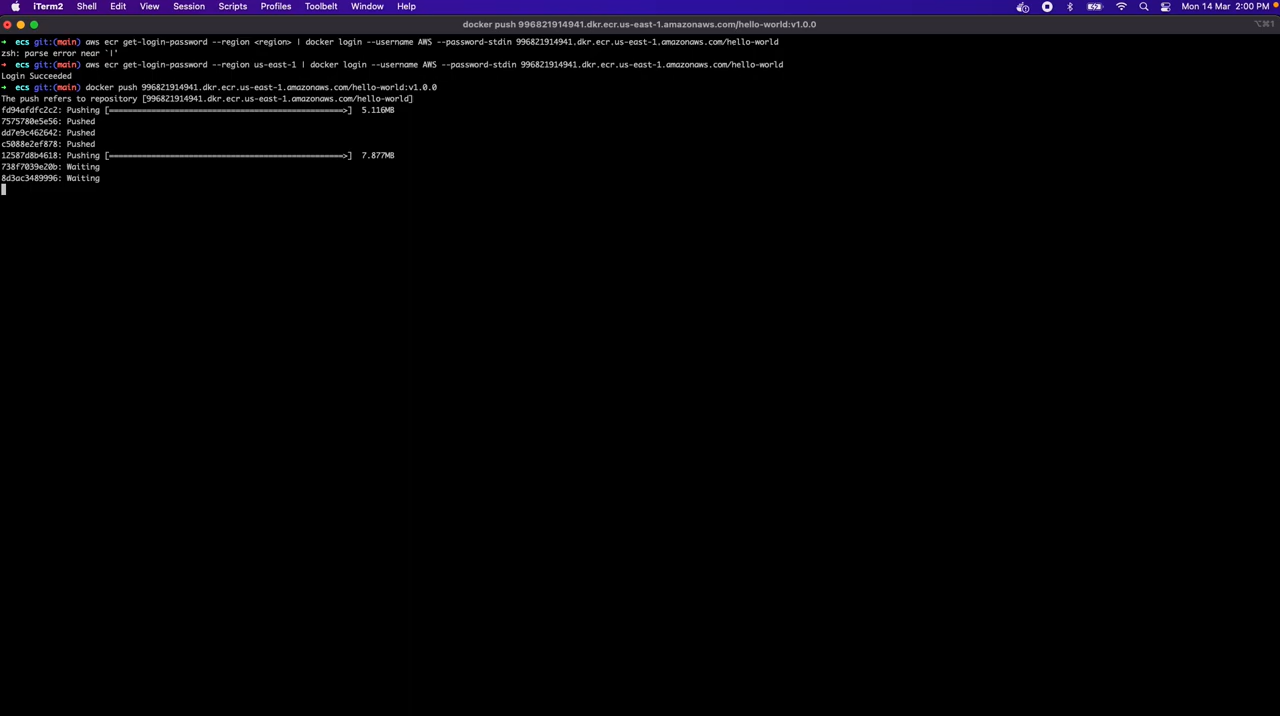 iTerm2 Shell Edit View Session Scripts Profiles Toolbelt Window Help Mon 14 Mar 2:00 PM
docker push 996821914941.dkr.ecr.us-east-1.amazonaws.com/hello-world:v1.0.0 ⌥⌘1
➜ ecs git:(main) aws ecr get-login-password --region <region> | docker login --username AWS --password-stdin 996821914941.dkr.ecr.us-east-1.amazonaws.com/hello-world
zsh: parse error near `|'
➜ ecs git:(main) aws ecr get-login-password --region us-east-1 | docker login --username AWS --password-stdin 996821914941.dkr.ecr.us-east-1.amazonaws.com/hello-world
Login Succeeded
➜ ecs git:(main) docker push 996821914941.dkr.ecr.us-east-1.amazonaws.com/hello-world:v1.0.0
The push refers to repository [996821914941.dkr.ecr.us-east-1.amazonaws.com/hello-world]
fd94afdfc2c2: Pushing [==================================================>] 5.116MB
7575780e5e56: Pushed
dd7e9c462642: Pushed
c5088e2ef878: Pushed
12587d8b4618: Pushing [==================================================>] 7.877MB
738f7039e20b: Waiting
8d3ac3489996: Waiting